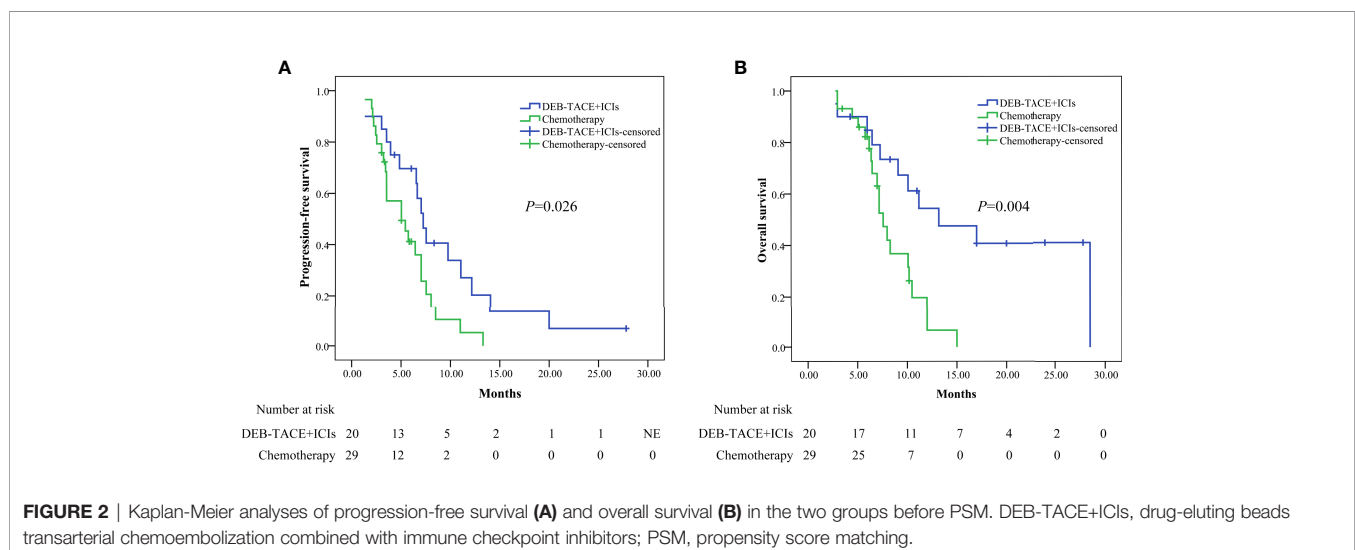 A
B
1.0
0.8
0.6
0.4
0.2
0.0
Progression-free survival
DEB-TACE+ICIs
Chemotherapy
DEB-TACE+ICIs-censored
Chemotherapy-censored
P=0.026
0.00 5.00 10.00 15.00 20.00 25.00 30.00
Months
Number at risk
DEB-TACE+ICIs 20 13 5 2 1 1 NE
Chemotherapy 29 12 2 0 0 0 0
1.0
0.8
0.6
0.4
0.2
0.0
Overall survival
DEB-TACE+ICIs
Chemotherapy
DEB-TACE+ICIs-censored
Chemotherapy-censored
P=0.004
0.00 5.00 10.00 15.00 20.00 25.00 30.00
Months
Number at risk
DEB-TACE+ICIs 20 17 11 7 4 2 0
Chemotherapy 29 25 7 0 0 0 0
FIGURE 2 | Kaplan-Meier analyses of progression-free survival (A) and overall survival (B) in the two groups before PSM. DEB-TACE+ICIs, drug-eluting beads
transarterial chemoembolization combined with immune checkpoint inhibitors; PSM, propensity score matching.